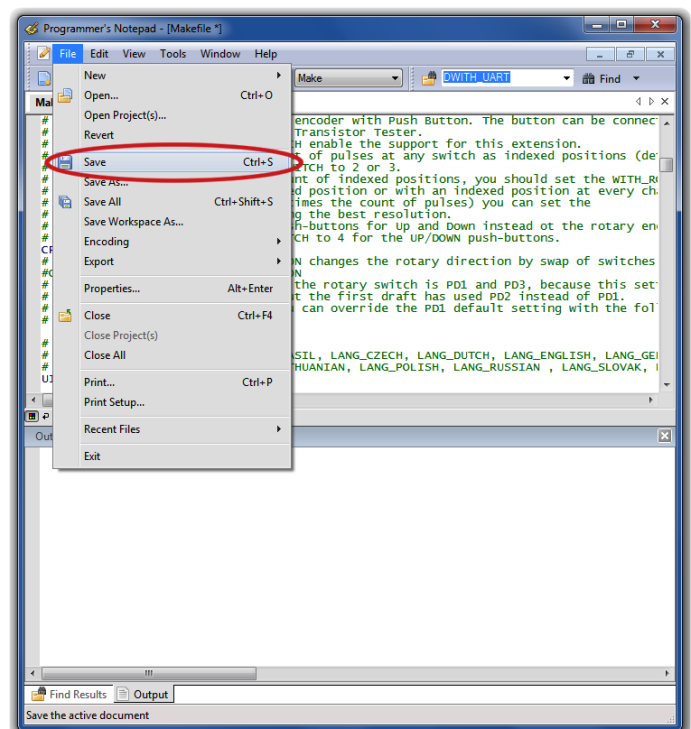 Programmer's Notepad - [Makefile *]
File Edit View Tools Window Help
New
Make
DWITH_UART
Find
Open... Ctrl+O
Open Project(s)...
Revert
Save Ctrl+S
Save As...
Save All Ctrl+Shift+S
Save Workspace As...
Encoding
Export
Properties... Alt+Enter
Close Ctrl+F4
Close Project(s)
Close All
Print... Ctrl+P
Print Setup...
Recent Files
Exit
# encoder with Push Button. The button can be connec
# Transistor Tester.
# H enable the support for this extension.
# of pulses at any switch as indexed positions (de
# ITCH to 2 or 3.
# nt of indexed positions, you should set the WITH_RO
# ed position or with an indexed position at every ch
# imes the count of pulses) you can set the
# g the best resolution.
# h-buttons for Up and Down instead ot the rotary en
# CH to 4 for the UP/DOWN push-buttons.
# N changes the rotary direction by swap of switches
N
# the rotary switch is PD1 and PD3, because this set
# t the first draft has used PD2 instead of PD1.
# can override the PD1 default setting with the fol
#
# SIL, LANG_CZECH, LANG_DUTCH, LANG_ENGLISH, LANG_GE
# HUANIAN, LANG_POLISH, LANG_RUSSIAN , LANG_SLOVAK,
Out
Find Results Output
Save the active document